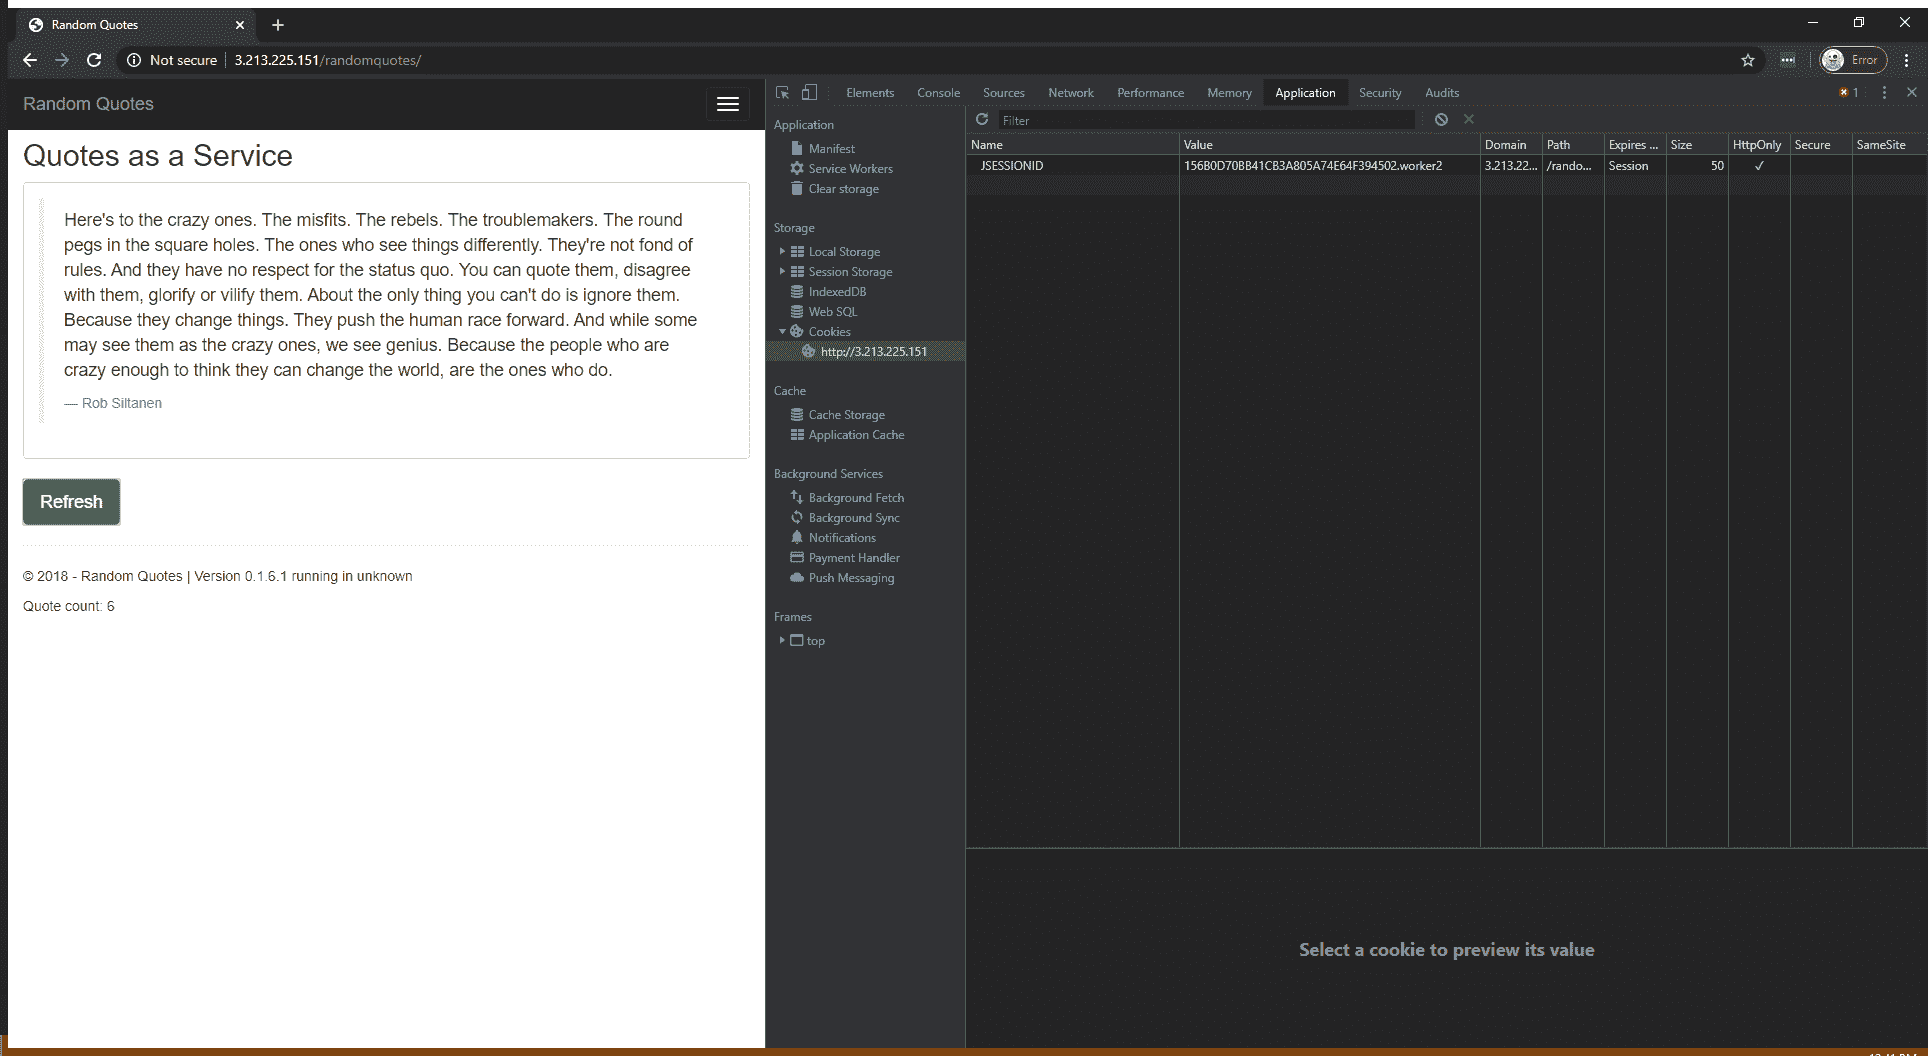 Random Quotes
Not secure
3.213.225.151/randomquotes/
Error
Random Quotes
Quotes as a Service
Here's to the crazy ones. The misfits. The rebels. The troublemakers. The round
pegs in the square holes. The ones who see things differently. They're not fond of
rules. And they have no respect for the status quo. You can quote them, disagree
with them, glorify or vilify them. About the only thing you can't do is ignore them.
Because they change things. They push the human race forward. And while some
may see them as the crazy ones, we see genius. Because the people who are
crazy enough to think they can change the world, are the ones who do.
— Rob Siltanen
Refresh
© 2018 - Random Quotes | Version 0.1.6.1 running in unknown
Quote count: 6
Elements Console Sources Network Performance Memory Application Security Audits 1
Application
Manifest
Service Workers
Clear storage
Storage
Local Storage
Session Storage
IndexedDB
Web SQL
Cookies
http://3.213.225.151
Cache
Cache Storage
Application Cache
Background Services
Background Fetch
Background Sync
Notifications
Payment Handler
Push Messaging
Frames
top
Filter
Name Value Domain Path Expires ... Size HttpOnly Secure SameSite
JSESSIONID 156B0D70BB41CB3A805A74E64F394502.worker2 3.213.22... /rando... Session 50 ✓
Select a cookie to preview its value